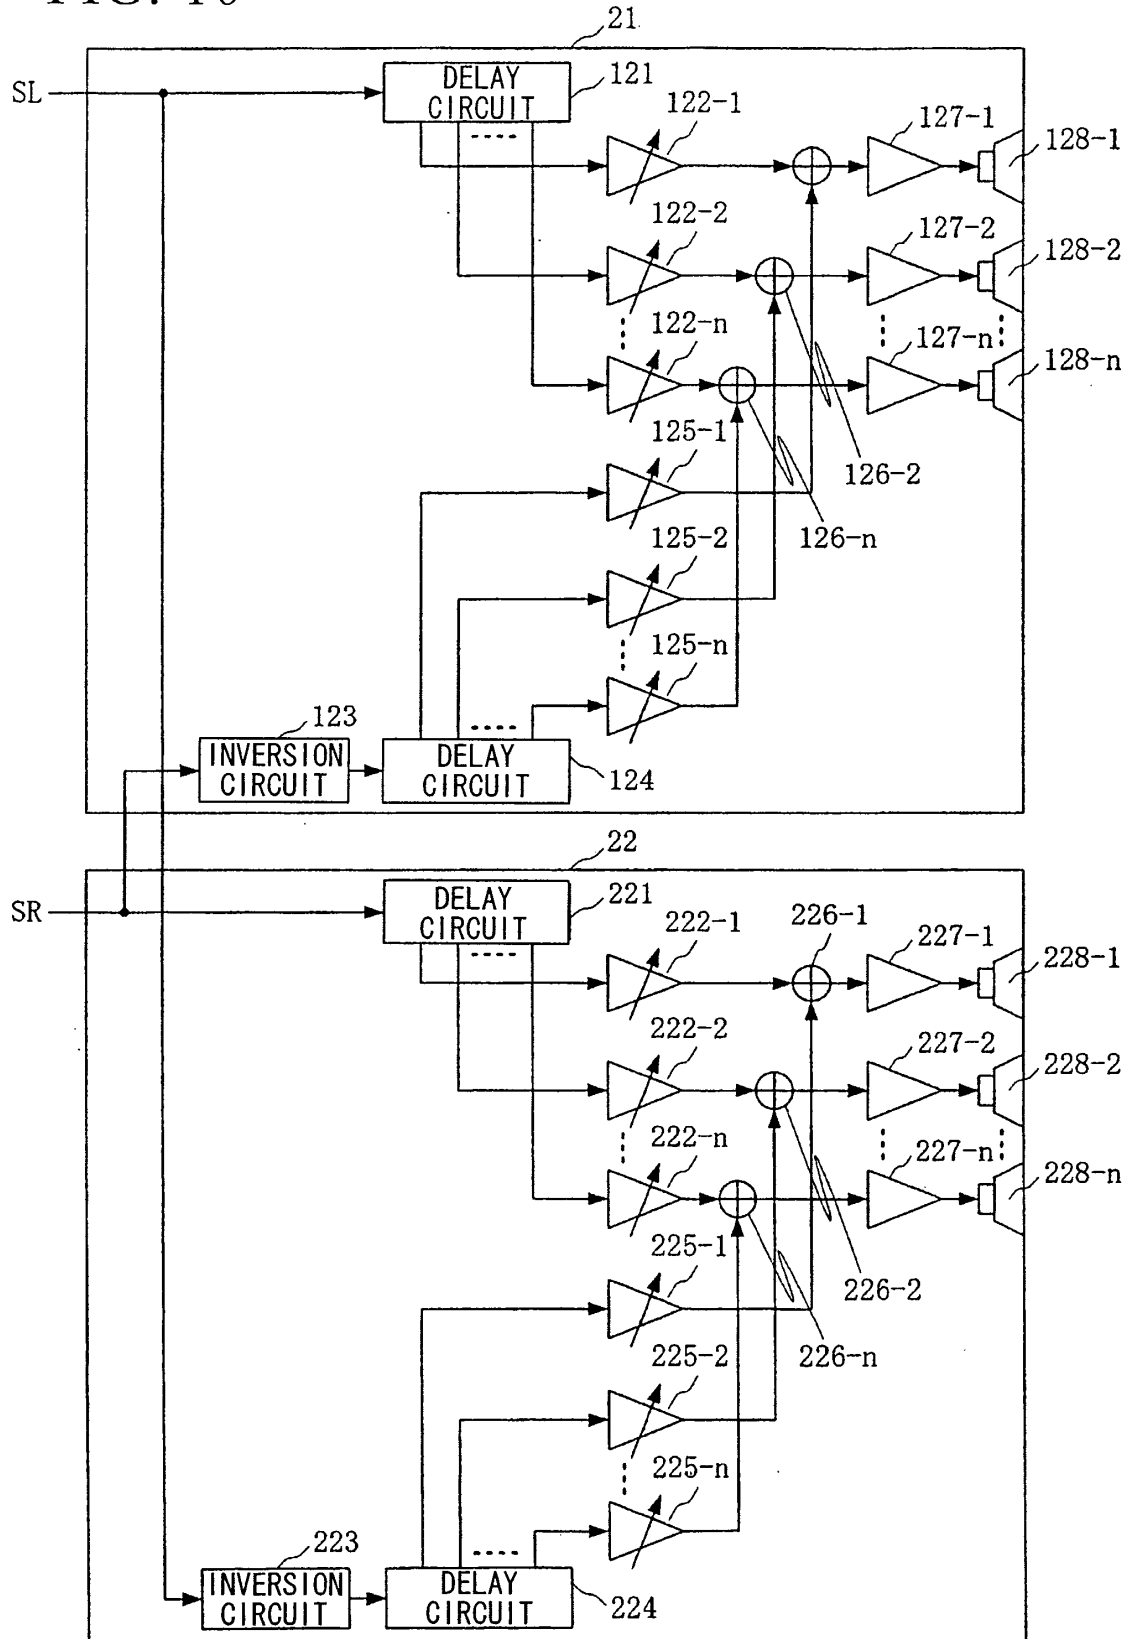 21
SL
DELAY
CIRCUIT
121
122-1
127-1
128-1
122-2
127-2
128-2
122-n
127-n
128-n
125-1
126-2
125-2
126-n
125-n
123
INVERSION
CIRCUIT
DELAY
CIRCUIT
124
22
SR
DELAY
CIRCUIT
221
222-1
226-1
227-1
228-1
222-2
227-2
228-2
222-n
227-n
228-n
225-1
226-2
225-2
226-n
225-n
223
INVERSION
CIRCUIT
DELAY
CIRCUIT
224